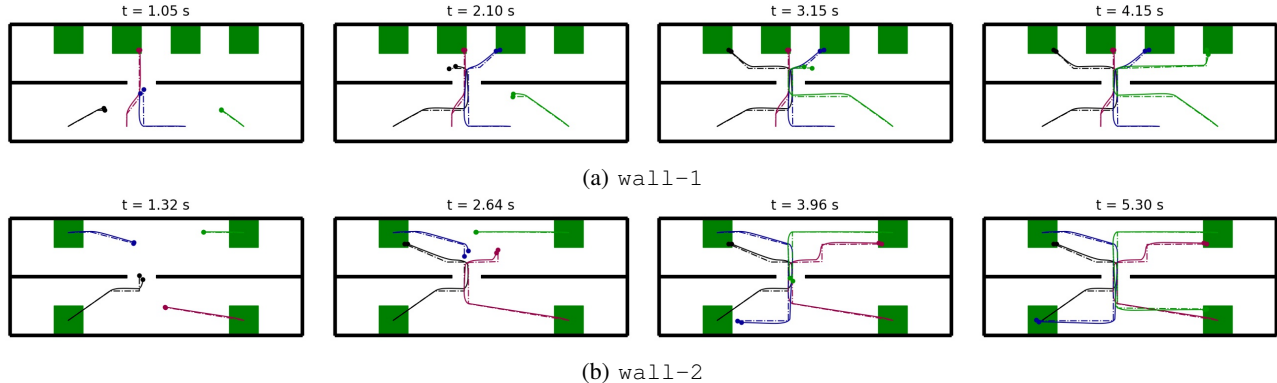 t = 1.05 s t = 2.10 s t = 3.15 s t = 4.15 s
(a) wall-1
t = 1.32 s t = 2.64 s t = 3.96 s t = 5.30 s
(b) wall-2